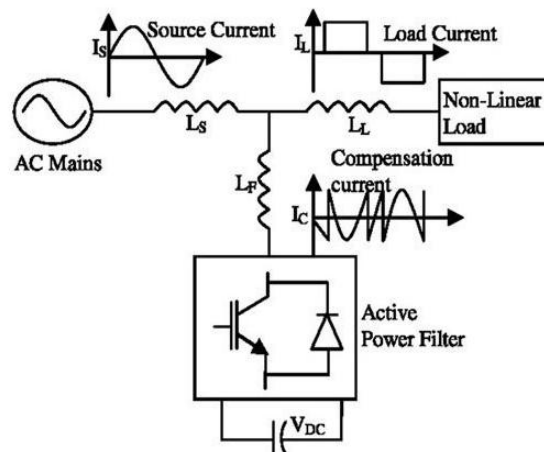 I_S
Source Current
I_L
Load Current
AC Mains
L_S
L_L
Non-Linear
Load
L_F
Compensation
current
I_C
Active
Power Filter
V_DC